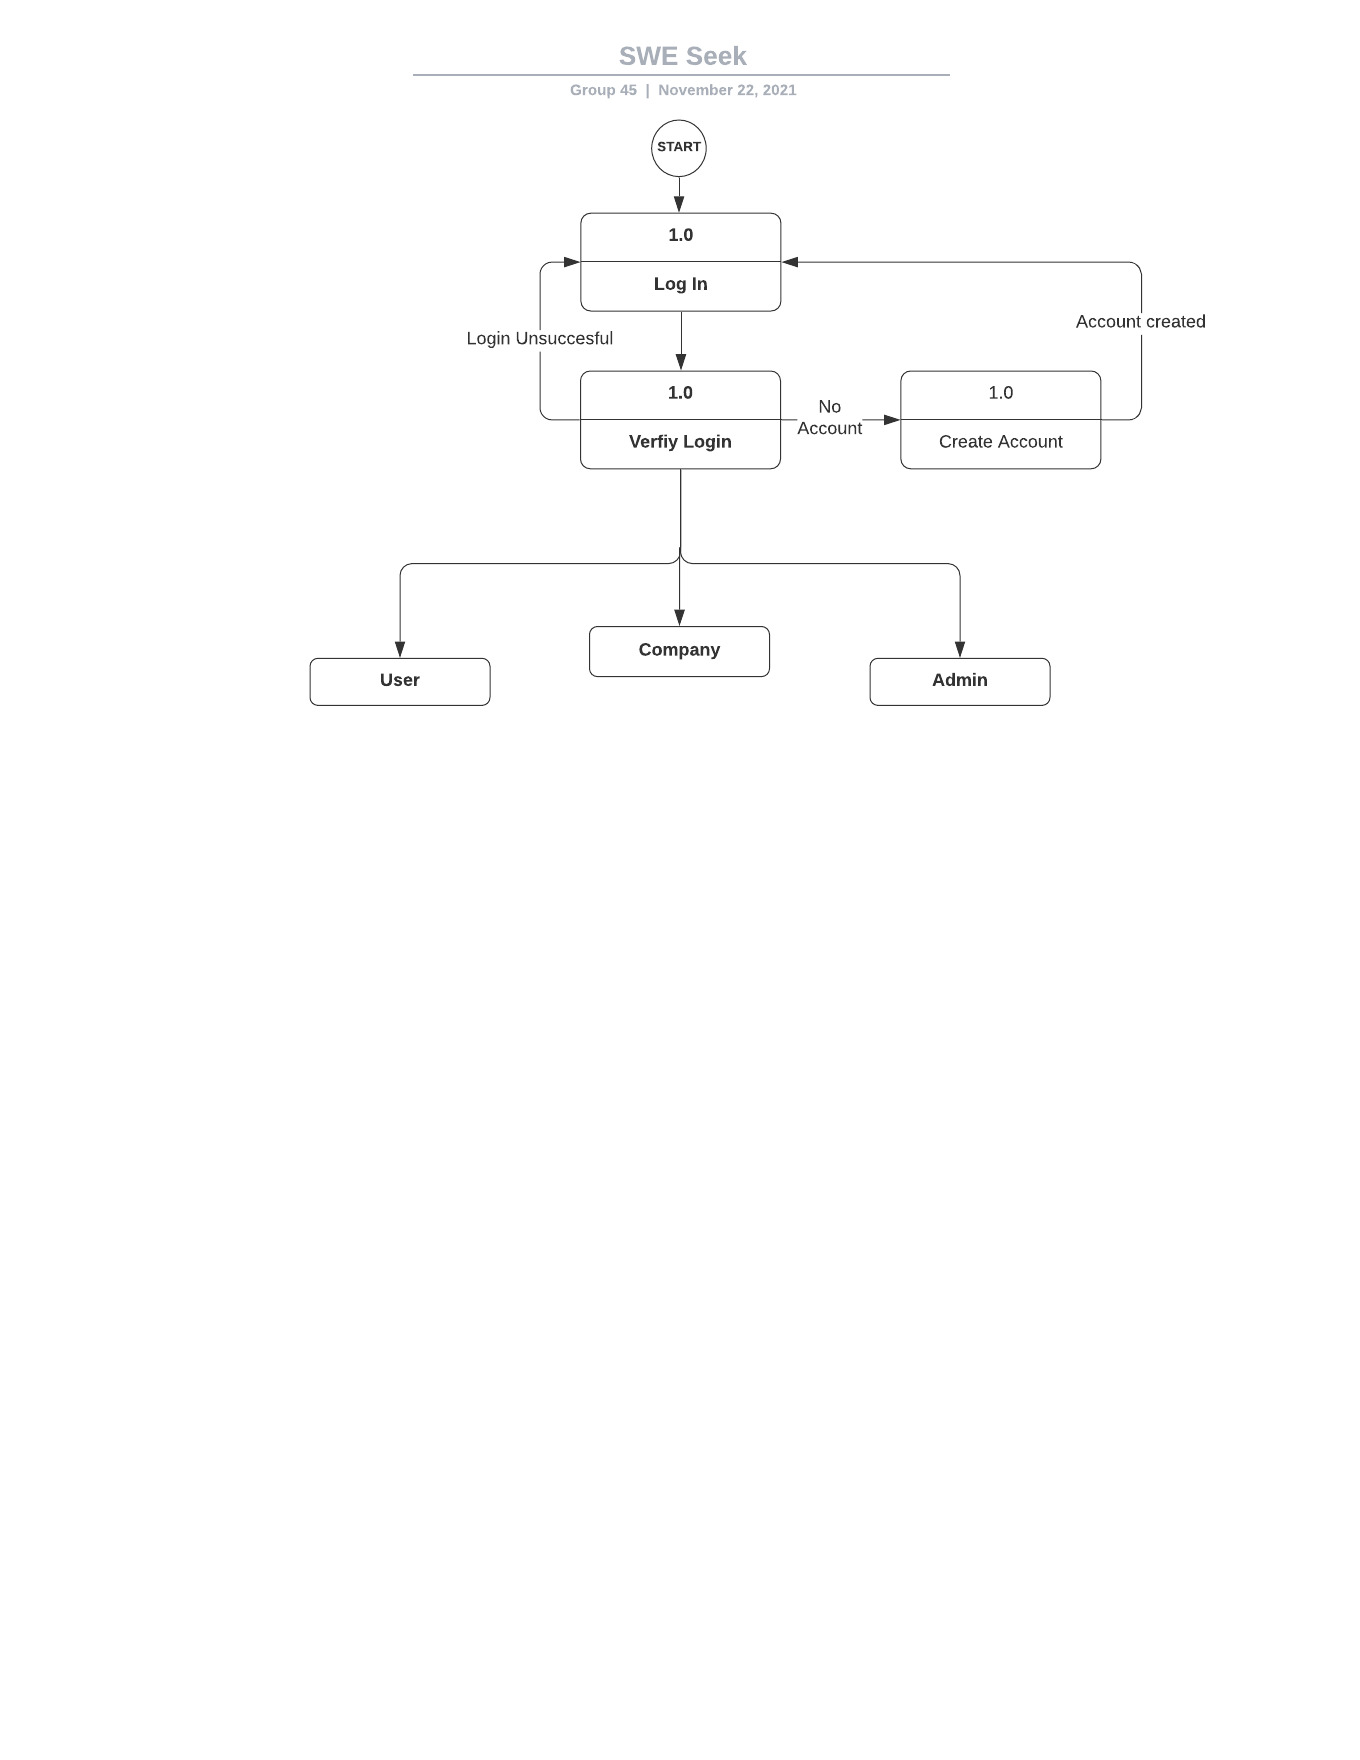 SWE Seek
Group 45 | November 22, 2021
START
1.0
Log In
Login Unsuccesful
Account created
1.0
Verfiy Login
No
Account
1.0
Create Account
User
Company
Admin